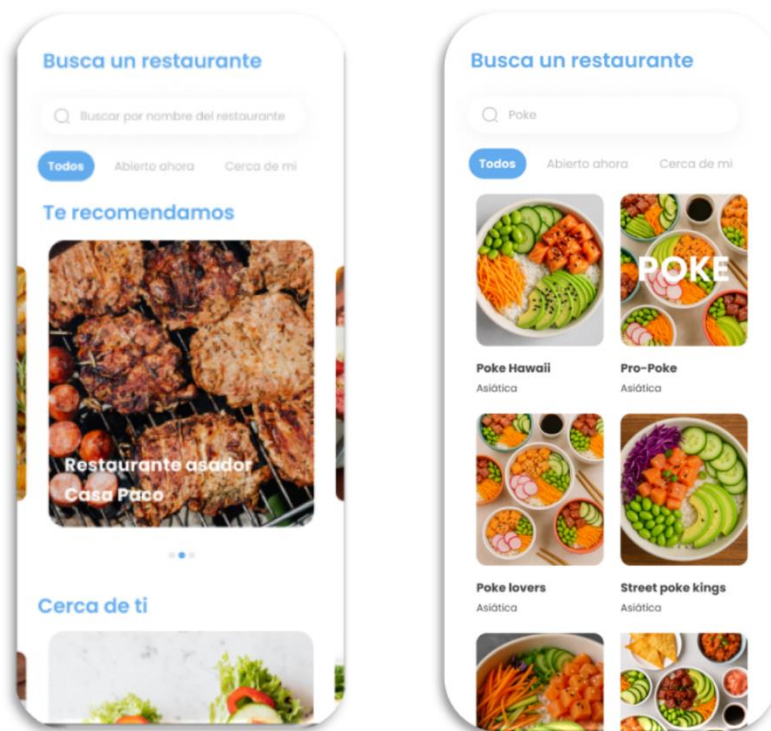 Busca un restaurante
Buscar por nombre del restaurante
Todos
Abierto ahora
Cerca de mi
Te recomendamos
Restaurante asador
Casa Paco
Cerca de ti
Busca un restaurante
Poke
Todos
Abierto ahora
Cerca de mi
POKE
Poke Hawaii
Asiática
Pro-Poke
Asiática
Poke lovers
Asiática
Street poke kings
Asiática